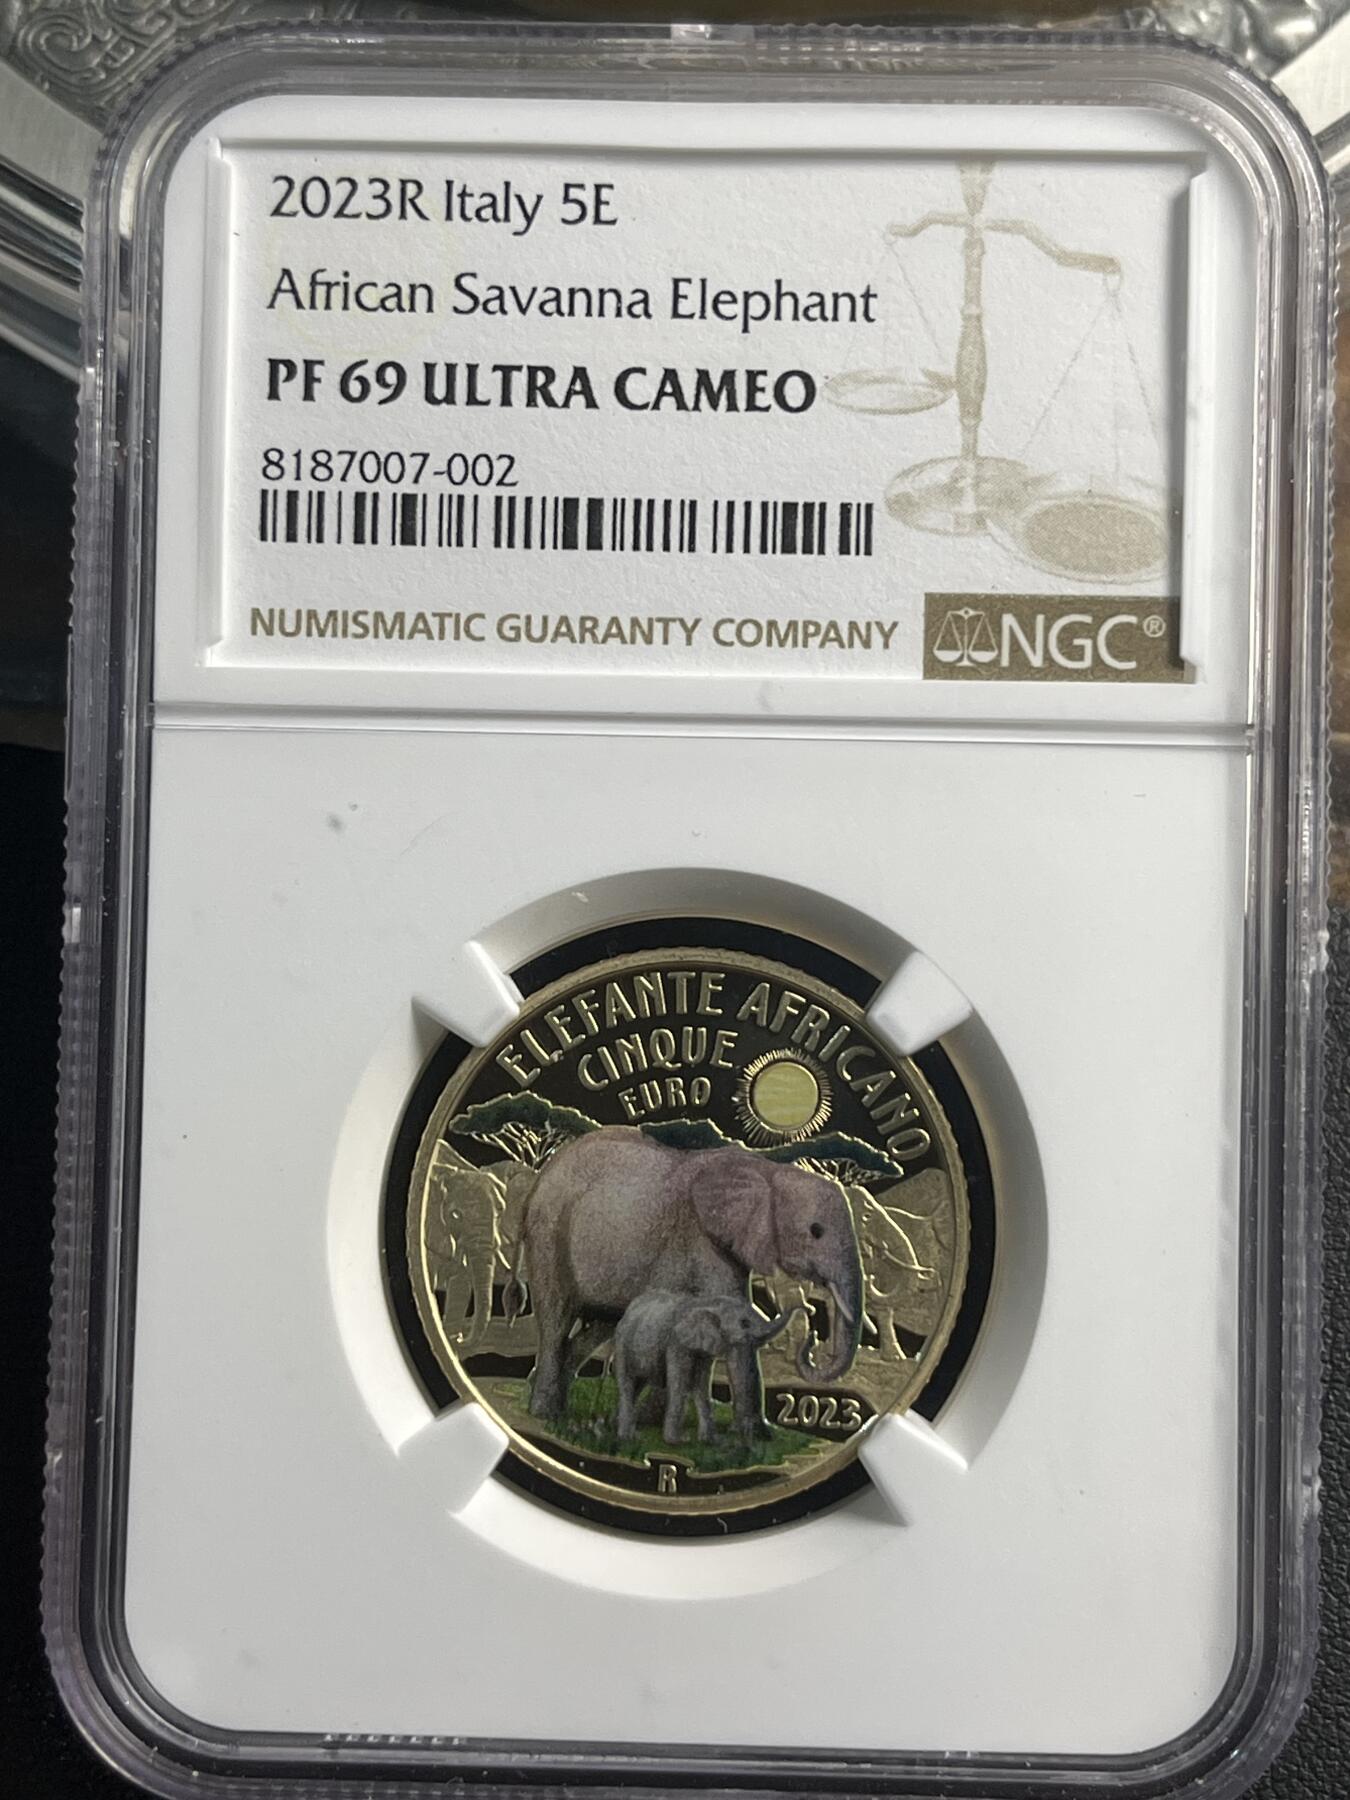 2023R Italy 5E
African Savanna Elephant
PF 69 ULTRA CAMEO
8187007-002
NUMISMATIC GUARANTY COMPANY
NGC®
ELEFANTE AFRICANO
CINQUE
EURO
2023
R